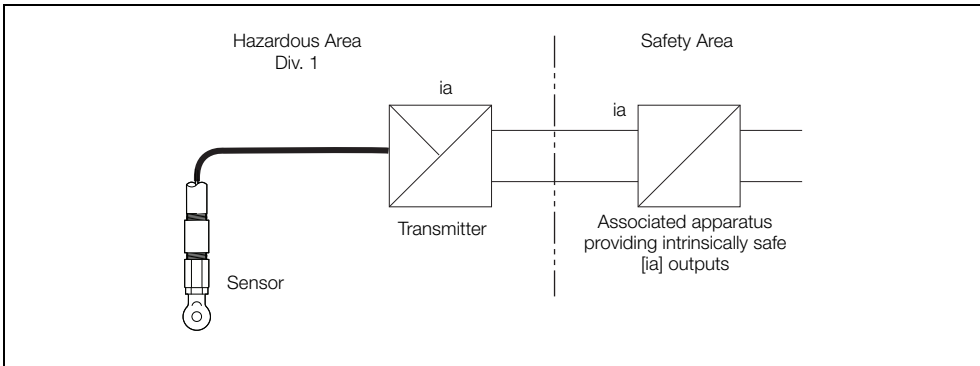 Hazardous Area
Div. 1
Safety Area
ia
ia
Transmitter
Associated apparatus
providing intrinsically safe
[ia] outputs
Sensor